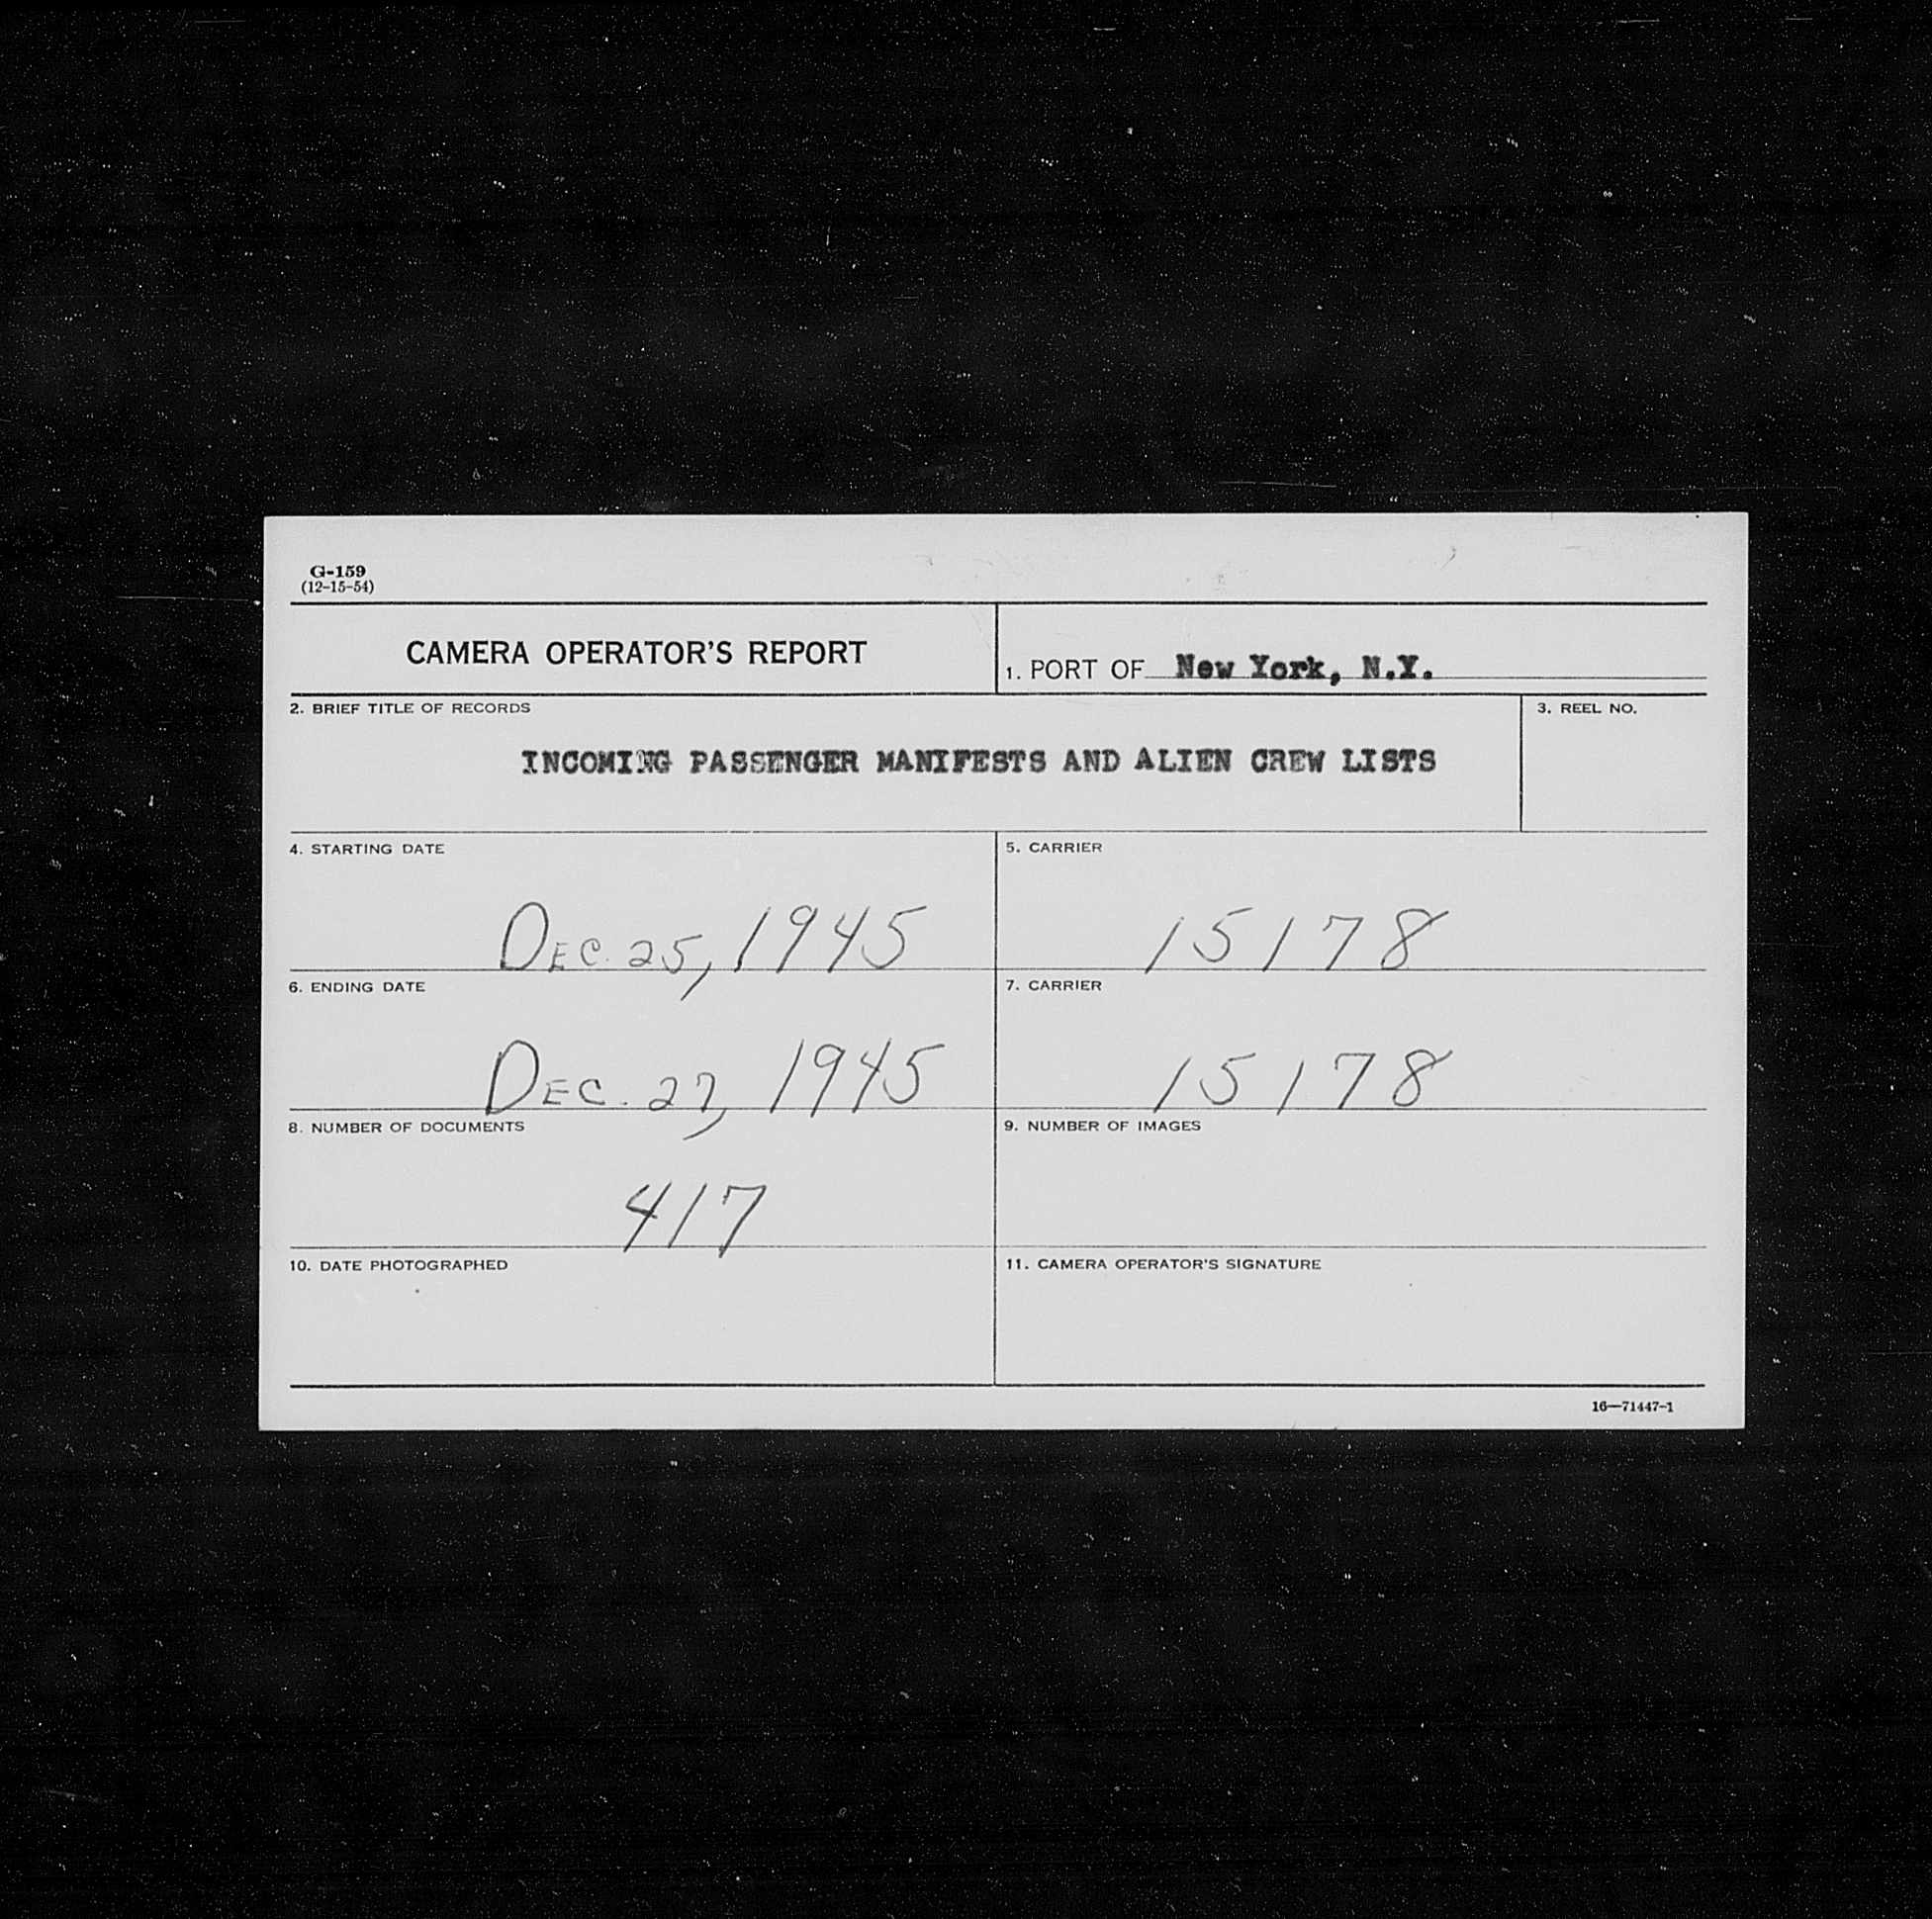 G-159
(12-15-54)
CAMERA OPERATOR'S REPORT
1. PORT OF New York, N.Y.
2. BRIEF TITLE OF RECORDS
3. REEL NO.
INCOMING PASSENGER MANIFESTS AND ALIEN CREW LISTS
4. STARTING DATE
5. CARRIER
DEC. 25, 1945
15178
6. ENDING DATE
7. CARRIER
DEC. 27, 1945
15178
8. NUMBER OF DOCUMENTS
9. NUMBER OF IMAGES
417
10. DATE PHOTOGRAPHED
11. CAMERA OPERATOR'S SIGNATURE
16—71447-1